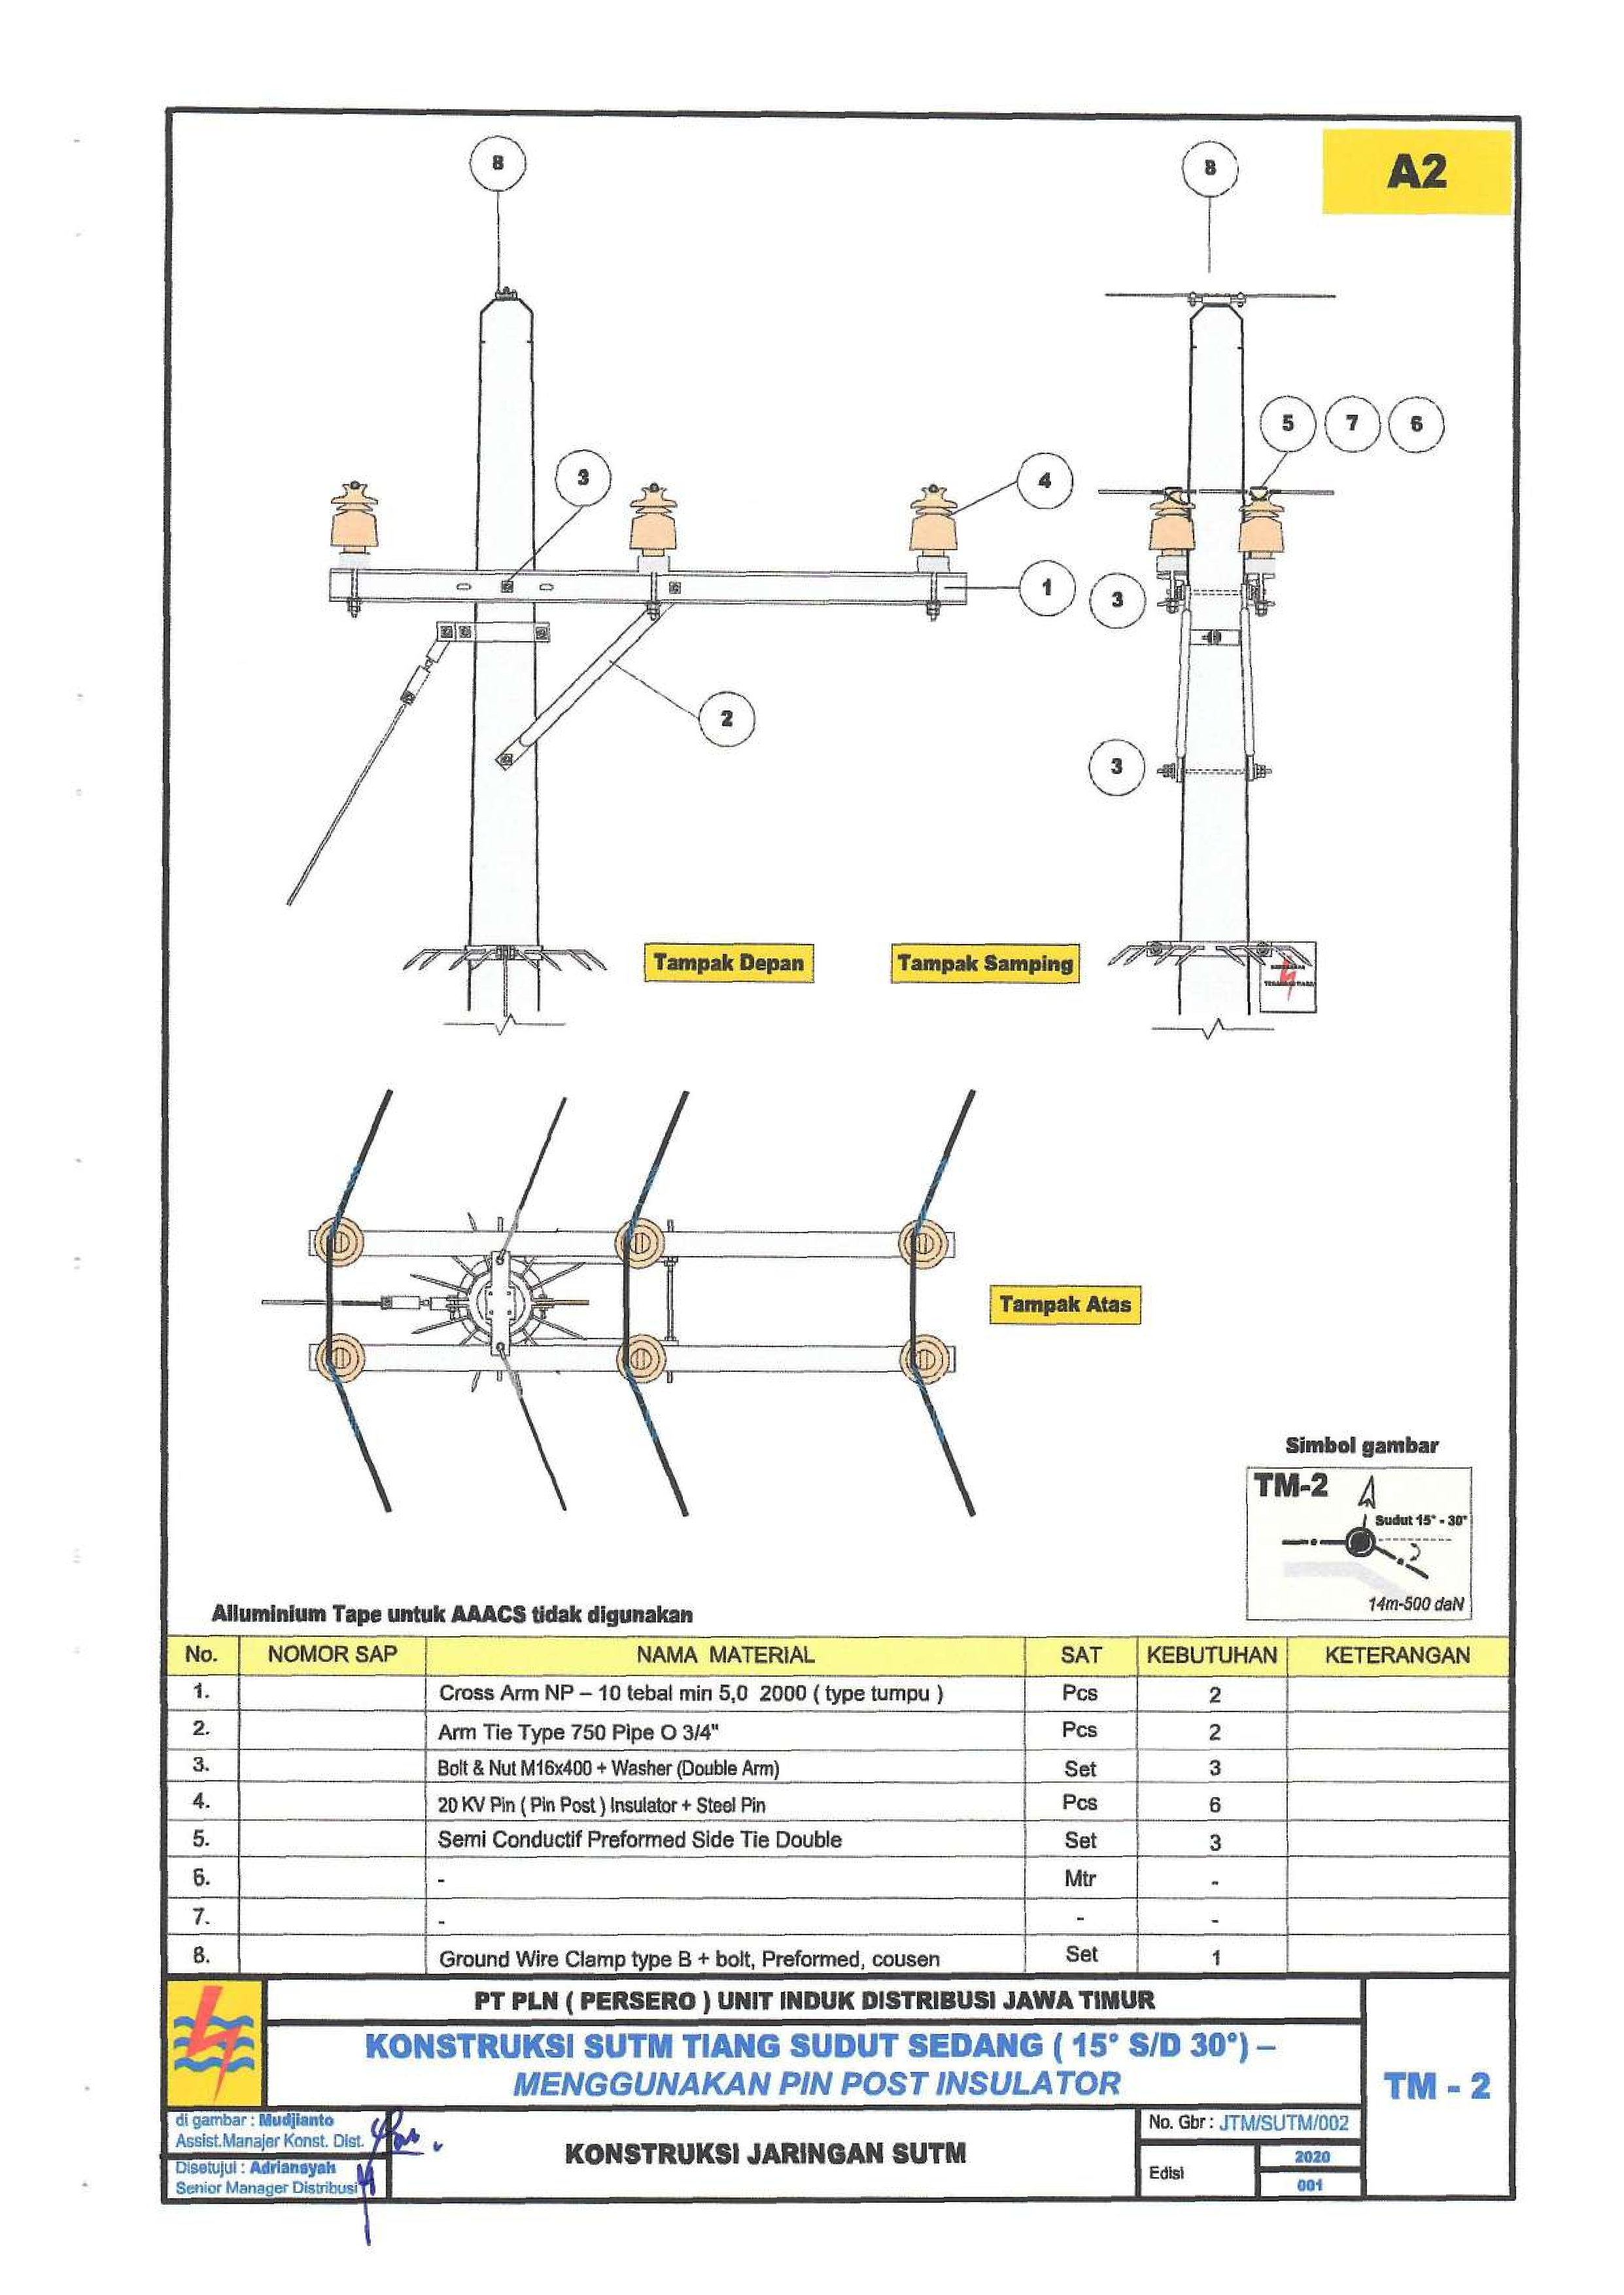 8
8
A2
5 7 6
3
4
1
3
2
3
Tampak Depan
Tampak Samping
Tampak Atas
Simbol gambar
TM-2
Sudut 15° - 30°
14m-500 daN
Alluminium Tape untuk AAACS tidak digunakan
No. NOMOR SAP NAMA MATERIAL SAT KEBUTUHAN KETERANGAN
1. Cross Arm NP – 10 tebal min 5,0 2000 ( type tumpu ) Pcs 2
2. Arm Tie Type 750 Pipe O 3/4" Pcs 2
3. Bolt & Nut M16x400 + Washer (Double Arm) Set 3
4. 20 KV Pin ( Pin Post ) Insulator + Steel Pin Pcs 6
5. Semi Conductif Preformed Side Tie Double Set 3
6. - Mtr -
7. - - -
8. Ground Wire Clamp type B + bolt, Preformed, cousen Set 1
PT PLN ( PERSERO ) UNIT INDUK DISTRIBUSI JAWA TIMUR
KONSTRUKSI SUTM TIANG SUDUT SEDANG ( 15° S/D 30°) –
MENGGUNAKAN PIN POST INSULATOR
TM - 2
di gambar : Mudjianto
Assist.Manajer Konst. Dist.
Disetujui : Adriansyah
Senior Manager Distribusi
KONSTRUKSI JARINGAN SUTM
No. Gbr : JTM/SUTM/002
Edisi
2020
001